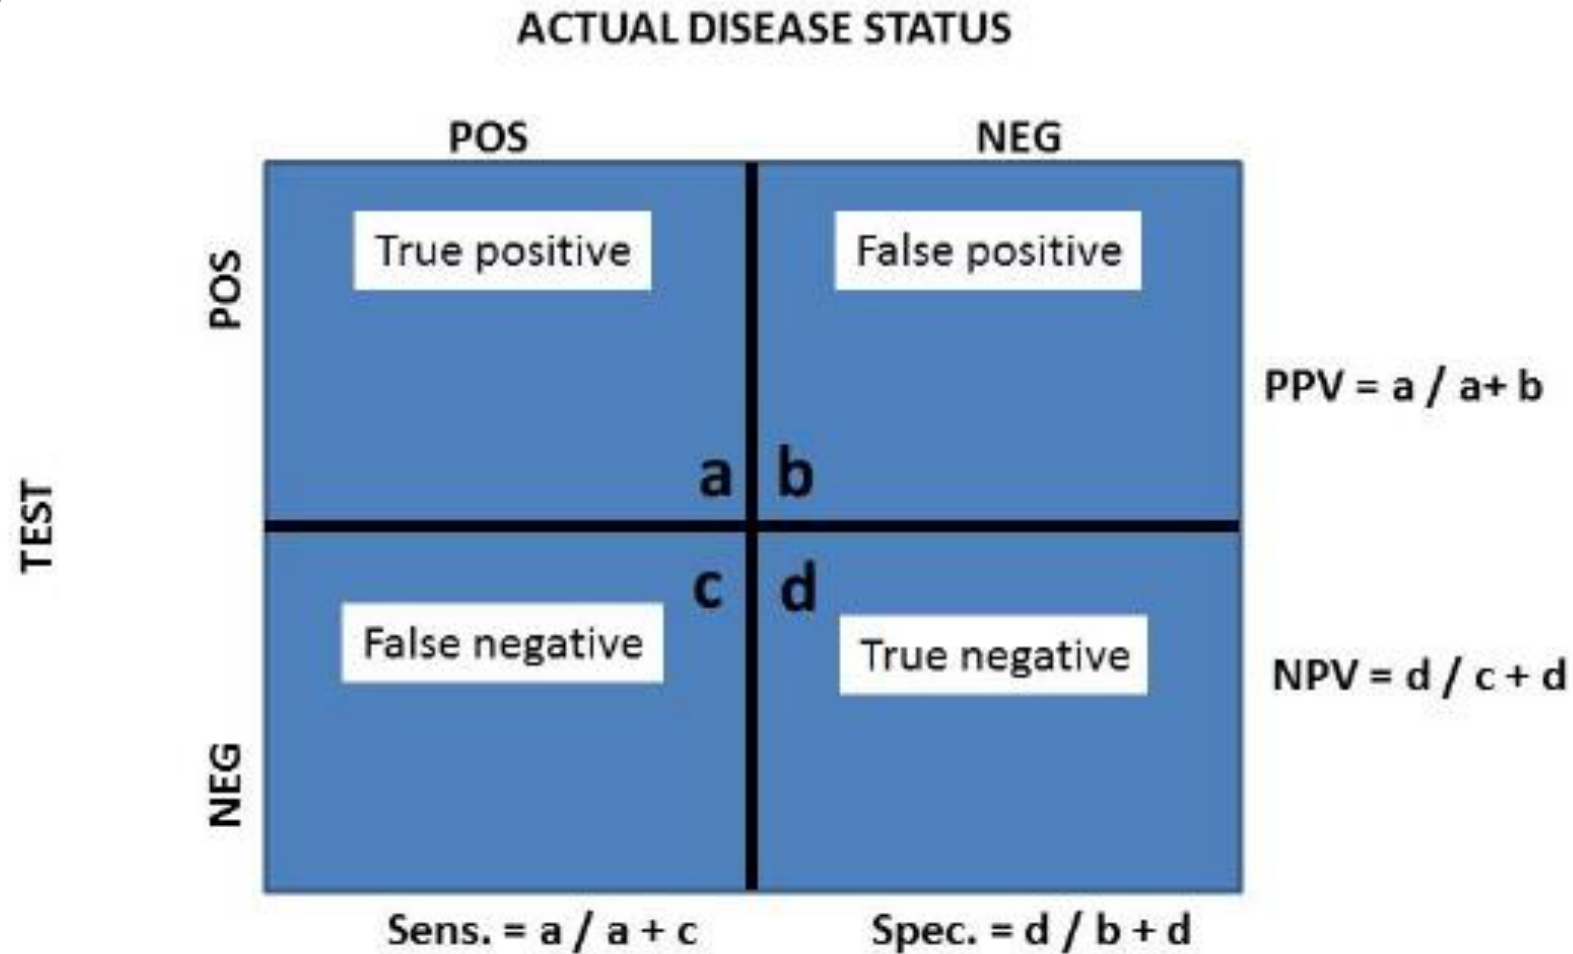 ACTUAL DISEASE STATUS
POS
NEG
True positive
False positive
POS
PPV = a / a+ b
a
b
TEST
c
d
False negative
True negative
NPV = d / c + d
NEG
Sens. = a / a + c
Spec. = d / b + d